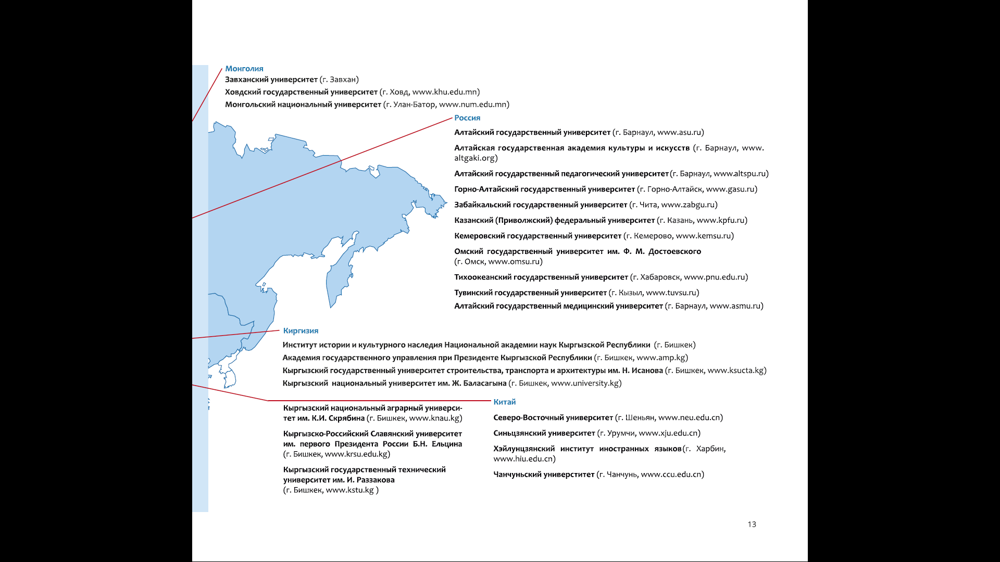 Монголия
Завханский университет (г. Завхан)
Ховдский государственный университет (г. Ховд, www.khu.edu.mn)
Монгольский национальный университет (г. Улан-Батор, www.num.edu.mn)
Россия
Алтайский государственный университет (г. Барнаул, www.asu.ru)
Алтайская государственная академия культуры и искусств (г. Барнаул, www.
altgaki.org)
Алтайский государственный педагогический университет (г. Барнаул, www.altspu.ru)
Горно-Алтайский государственный университет (г. Горно-Алтайск, www.gasu.ru)
Забайкальский государственный университет (г. Чита, www.zabgu.ru)
Казанский (Приволжский) федеральный университет (г. Казань, www.kpfu.ru)
Кемеровский государственный университет (г. Кемерово, www.kemsu.ru)
Омский государственный университет им. Ф. М. Достоевского
(г. Омск, www.omsu.ru)
Тихоокеанский государственный университет (г. Хабаровск, www.pnu.edu.ru)
Тувинский государственный университет (г. Кызыл, www.tuvsu.ru)
Алтайский государственный медицинский университет (г. Барнаул, www.asmu.ru)
Киргизия
Институт истории и культурного наследия Национальной академии наук Кыргызской Республики (г. Бишкек)
Академия государственного управления при Президенте Кыргызской Республики (г. Бишкек, www.amp.kg)
Кыргызский государственный университет строительства, транспорта и архитектуры им. Н. Исанова (г. Бишкек, www.ksucta.kg)
Кыргызский национальный университет им. Ж. Баласагына (г. Бишкек, www.university.kg)
Кыргызский национальный аграрный универси-
тет им. К.И. Скрябина (г. Бишкек, www.knau.kg)
Кыргызско-Российский Славянский университет
им. первого Президента России Б.Н. Ельцина
(г. Бишкек, www.krsu.edu.kg)
Кыргызский государственный технический
университет им. И. Раззакова
(г. Бишкек, www.kstu.kg )
Китай
Северо-Восточный университет (г. Шеньян, www.neu.edu.cn)
Синьцзянский университет (г. Урумчи, www.xju.edu.cn)
Хэйлунцзянский институт иностранных языков(г. Харбин,
www.hiu.edu.cn)
Чанчуньский университет (г. Чанчунь, www.ccu.edu.cn)
13